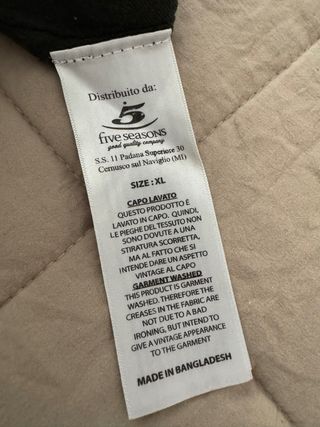 Distribuito da:
5
five seasons
good quality company
S.S. 11 Padana Superiore 30
Cernusco sul Naviglio (MI)
SIZE : XL
CAPO LAVATO
QUESTO PRODOTTO È
LAVATO IN CAPO. QUINDI,
LE PIEGHE DEL TESSUTO NON
SONO DOVUTE A UNA
STIRATURA SCORRETTA,
MA AL FATTO CHE SI
INTENDE DARE UN ASPETTO
VINTAGE AL CAPO
GARMENT WASHED
THIS PRODUCT IS GARMENT
WASHED. THEREFORE THE
CREASES IN THE FABRIC ARE
NOT DUE TO A BAD
IRONING, BUT INTEND TO
GIVE A VINTAGE APPEARANCE
TO THE GARMENT
MADE IN BANGLADESH